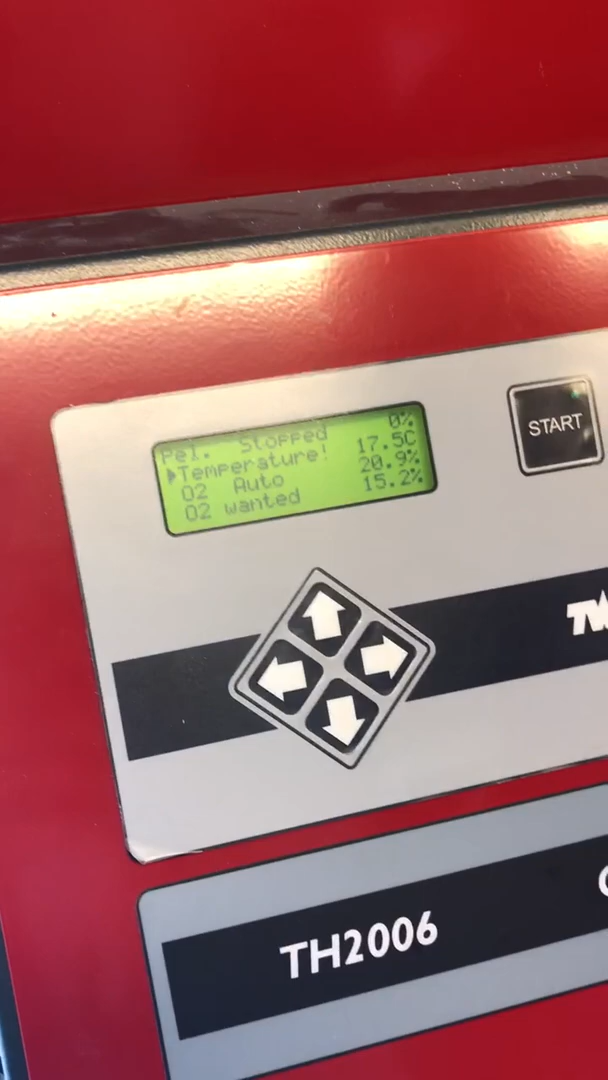 Pel. Stopped 0%
Temperature! 17.5C
O2 Auto 20.9%
O2 wanted 15.2%
START
TH2006